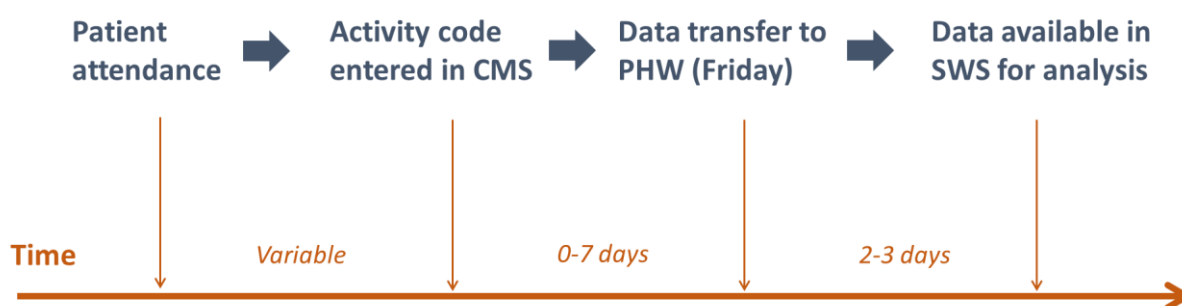 Patient
attendance
Activity code
entered in CMS
Data transfer to
PHW (Friday)
Data available in
SWS for analysis
Time
Variable
0-7 days
2-3 days